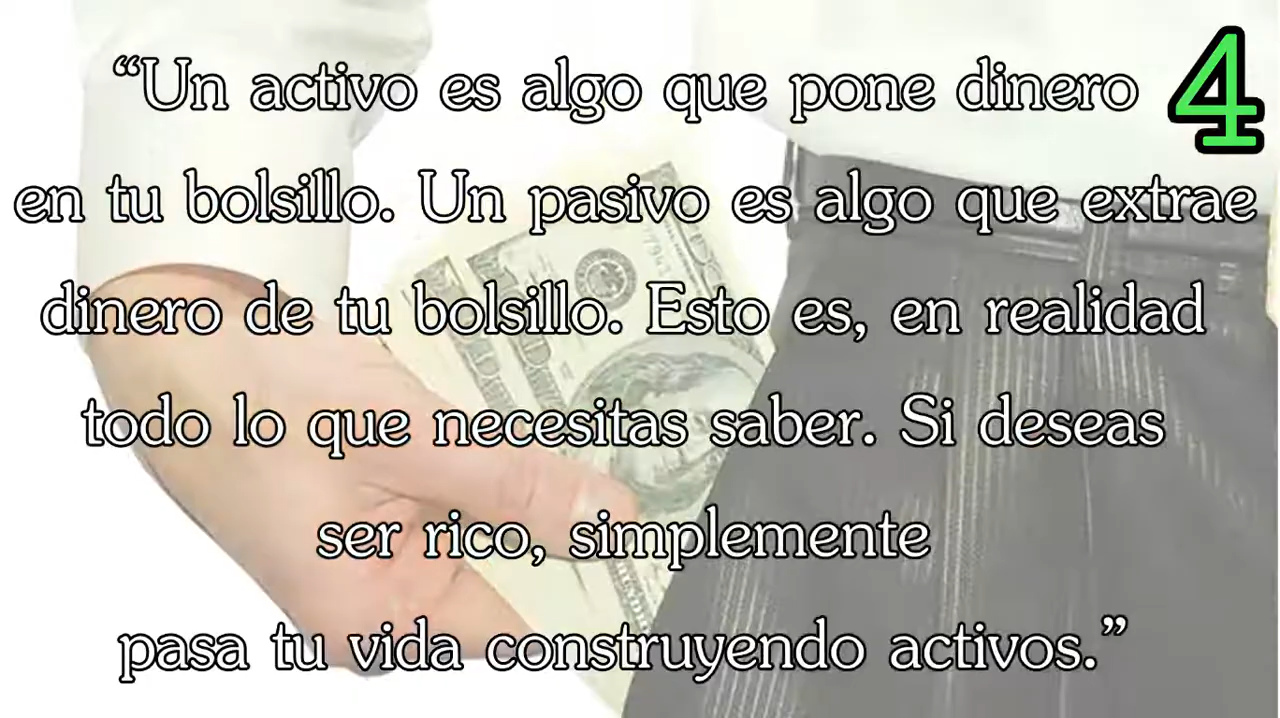 “Un activo es algo que pone dinero 4
en tu bolsillo. Un pasivo es algo que extrae
dinero de tu bolsillo. Esto es, en realidad
todo lo que necesitas saber. Si deseas
ser rico, simplemente
pasa tu vida construyendo activos.”